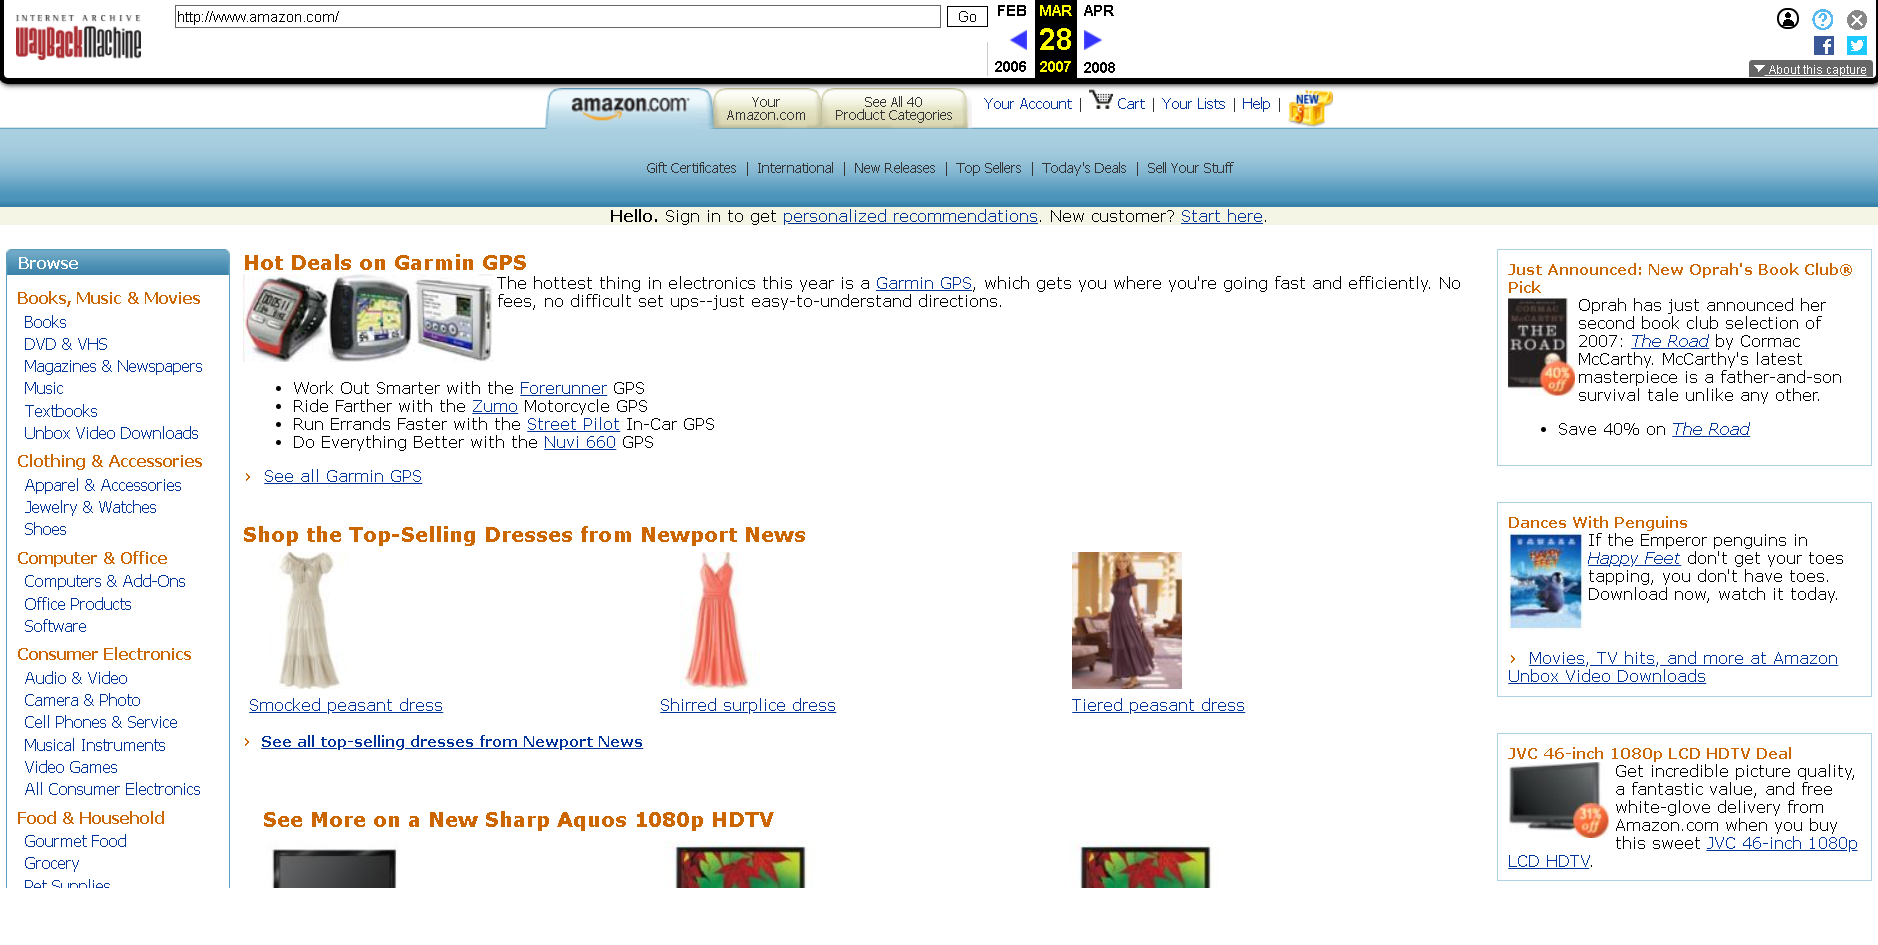 INTERNET ARCHIVE
WayBackMachine
http://www.amazon.com/
Go
FEB MAR APR
28
2006 2007 2008
About this capture
amazon.com
Your Amazon.com
See All 40 Product Categories
Your Account | Cart | Your Lists | Help |
NEW
Gift Certificates | International | New Releases | Top Sellers | Today's Deals | Sell Your Stuff
Hello. Sign in to get personalized recommendations. New customer? Start here.
Browse
Books, Music & Movies
Books
DVD & VHS
Magazines & Newspapers
Music
Textbooks
Unbox Video Downloads
Clothing & Accessories
Apparel & Accessories
Jewelry & Watches
Shoes
Computer & Office
Computers & Add-Ons
Office Products
Software
Consumer Electronics
Audio & Video
Camera & Photo
Cell Phones & Service
Musical Instruments
Video Games
All Consumer Electronics
Food & Household
Gourmet Food
Grocery
Pet Supplies
Hot Deals on Garmin GPS
The hottest thing in electronics this year is a Garmin GPS, which gets you where you're going fast and efficiently. No
fees, no difficult set ups--just easy-to-understand directions.
• Work Out Smarter with the Forerunner GPS
• Ride Farther with the Zumo Motorcycle GPS
• Run Errands Faster with the Street Pilot In-Car GPS
• Do Everything Better with the Nuvi 660 GPS
› See all Garmin GPS
Shop the Top-Selling Dresses from Newport News
Smocked peasant dress
Shirred surplice dress
Tiered peasant dress
› See all top-selling dresses from Newport News
See More on a New Sharp Aquos 1080p HDTV
Just Announced: New Oprah's Book Club®
Pick
CORMAC
McCARTHY
THE
ROAD
40%
off
Oprah has just announced her
second book club selection of
2007: The Road by Cormac
McCarthy. McCarthy's latest
masterpiece is a father-and-son
survival tale unlike any other.
• Save 40% on The Road
Dances With Penguins
HAPPY
FEET
If the Emperor penguins in
Happy Feet don't get your toes
tapping, you don't have toes.
Download now, watch it today.
› Movies, TV hits, and more at Amazon
Unbox Video Downloads
JVC 46-inch 1080p LCD HDTV Deal
31%
off
Get incredible picture quality,
a fantastic value, and free
white-glove delivery from
Amazon.com when you buy
this sweet JVC 46-inch 1080p
LCD HDTV.